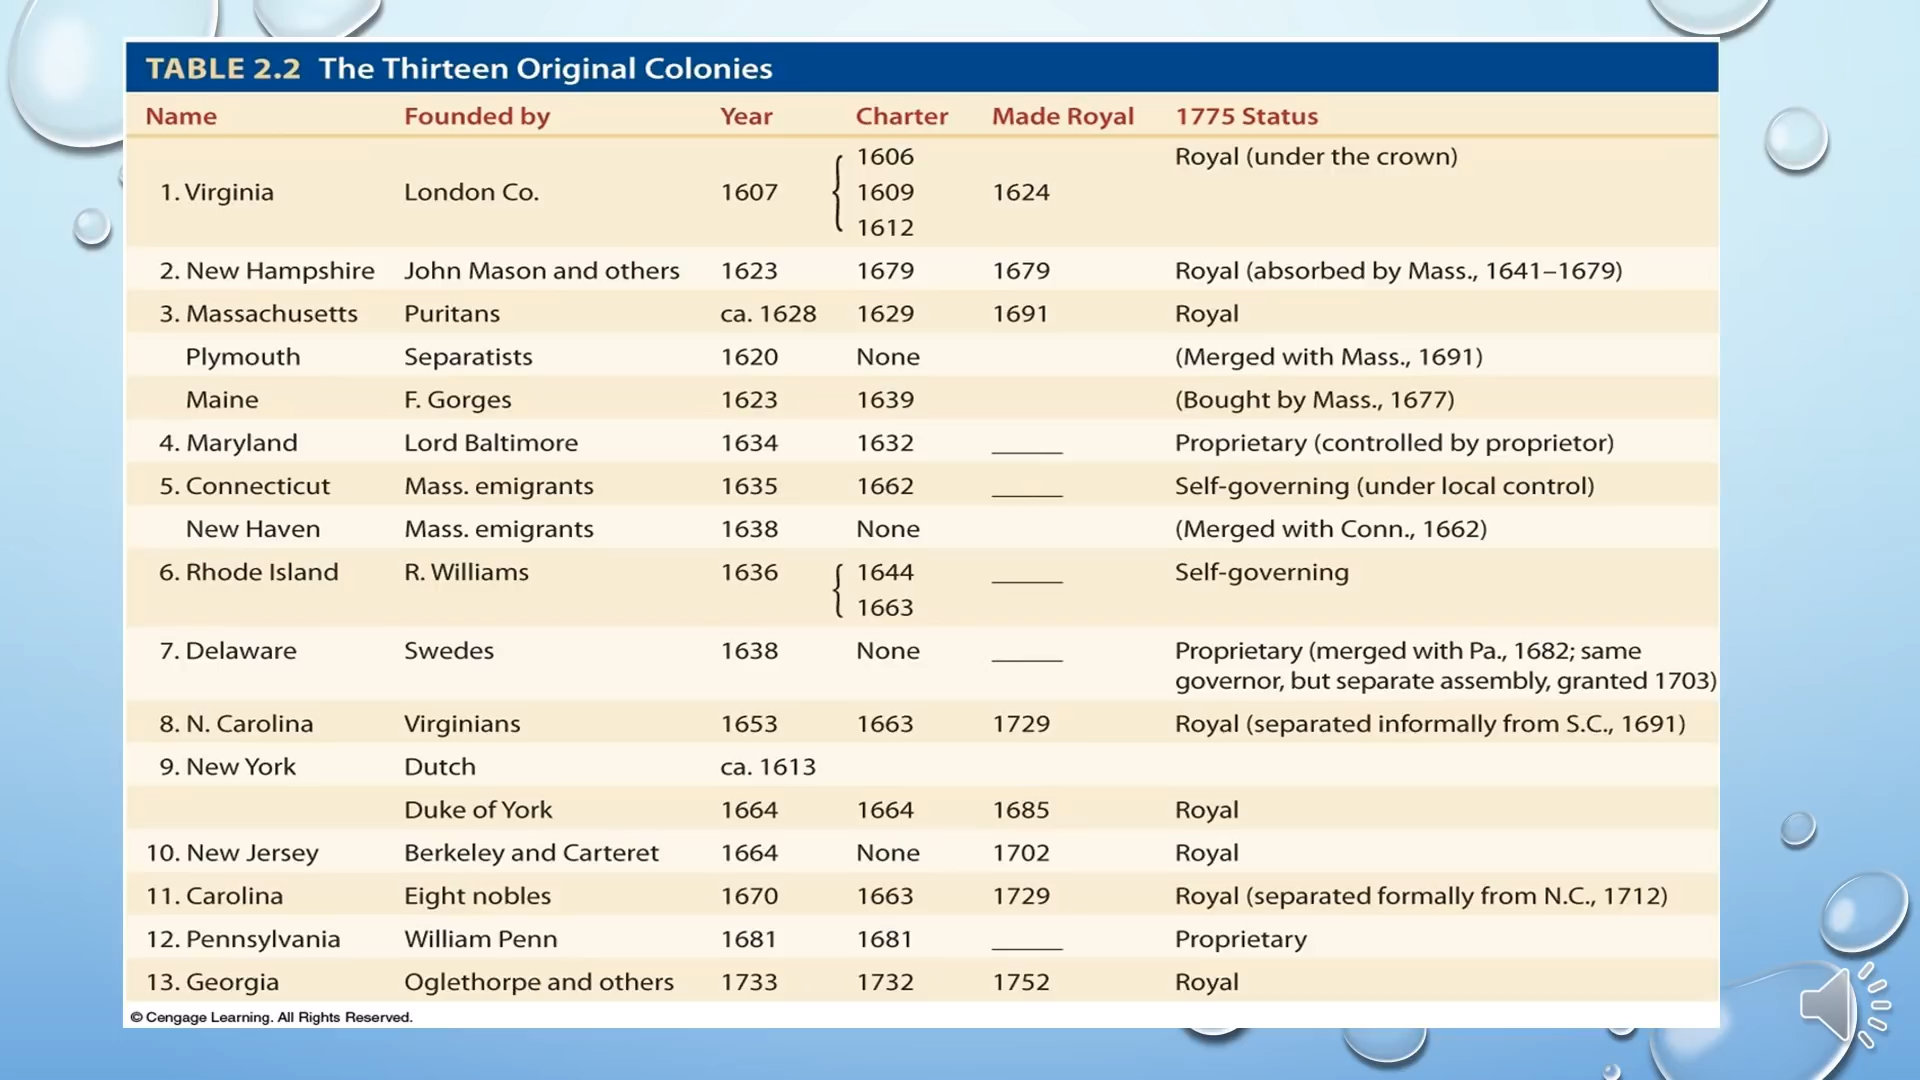 TABLE 2.2 The Thirteen Original Colonies
Name Founded by Year Charter Made Royal 1775 Status
1606 Royal (under the crown)
1. Virginia London Co. 1607 1609 1624
1612
2. New Hampshire John Mason and others 1623 1679 1679 Royal (absorbed by Mass., 1641–1679)
3. Massachusetts Puritans ca. 1628 1629 1691 Royal
Plymouth Separatists 1620 None (Merged with Mass., 1691)
Maine F. Gorges 1623 1639 (Bought by Mass., 1677)
4. Maryland Lord Baltimore 1634 1632 ______ Proprietary (controlled by proprietor)
5. Connecticut Mass. emigrants 1635 1662 ______ Self-governing (under local control)
New Haven Mass. emigrants 1638 None (Merged with Conn., 1662)
6. Rhode Island R. Williams 1636 1644 ______ Self-governing
1663
7. Delaware Swedes 1638 None ______ Proprietary (merged with Pa., 1682; same
governor, but separate assembly, granted 1703)
8. N. Carolina Virginians 1653 1663 1729 Royal (separated informally from S.C., 1691)
9. New York Dutch ca. 1613
Duke of York 1664 1664 1685 Royal
10. New Jersey Berkeley and Carteret 1664 None 1702 Royal
11. Carolina Eight nobles 1670 1663 1729 Royal (separated formally from N.C., 1712)
12. Pennsylvania William Penn 1681 1681 ______ Proprietary
13. Georgia Oglethorpe and others 1733 1732 1752 Royal
© Cengage Learning. All Rights Reserved.